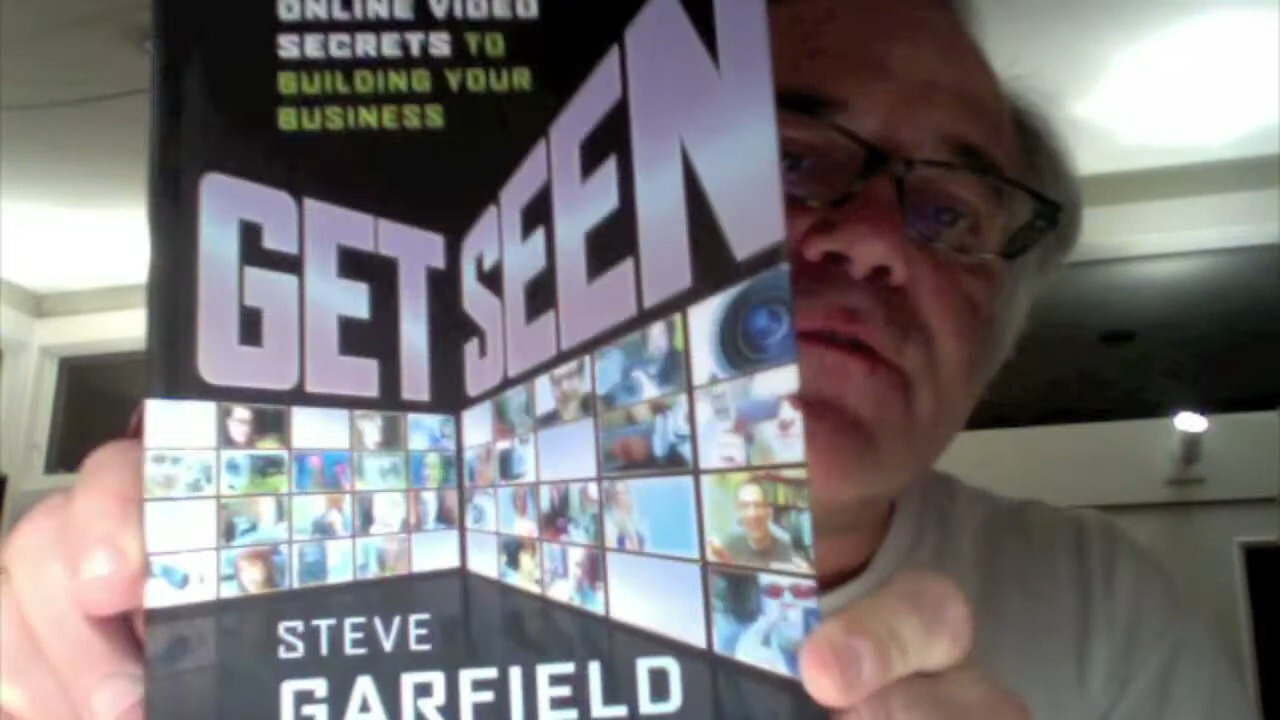 ONLINE VIDEO
SECRETS TO
BUILDING YOUR
BUSINESS
GET SEEN
STEVE
GARFIELD